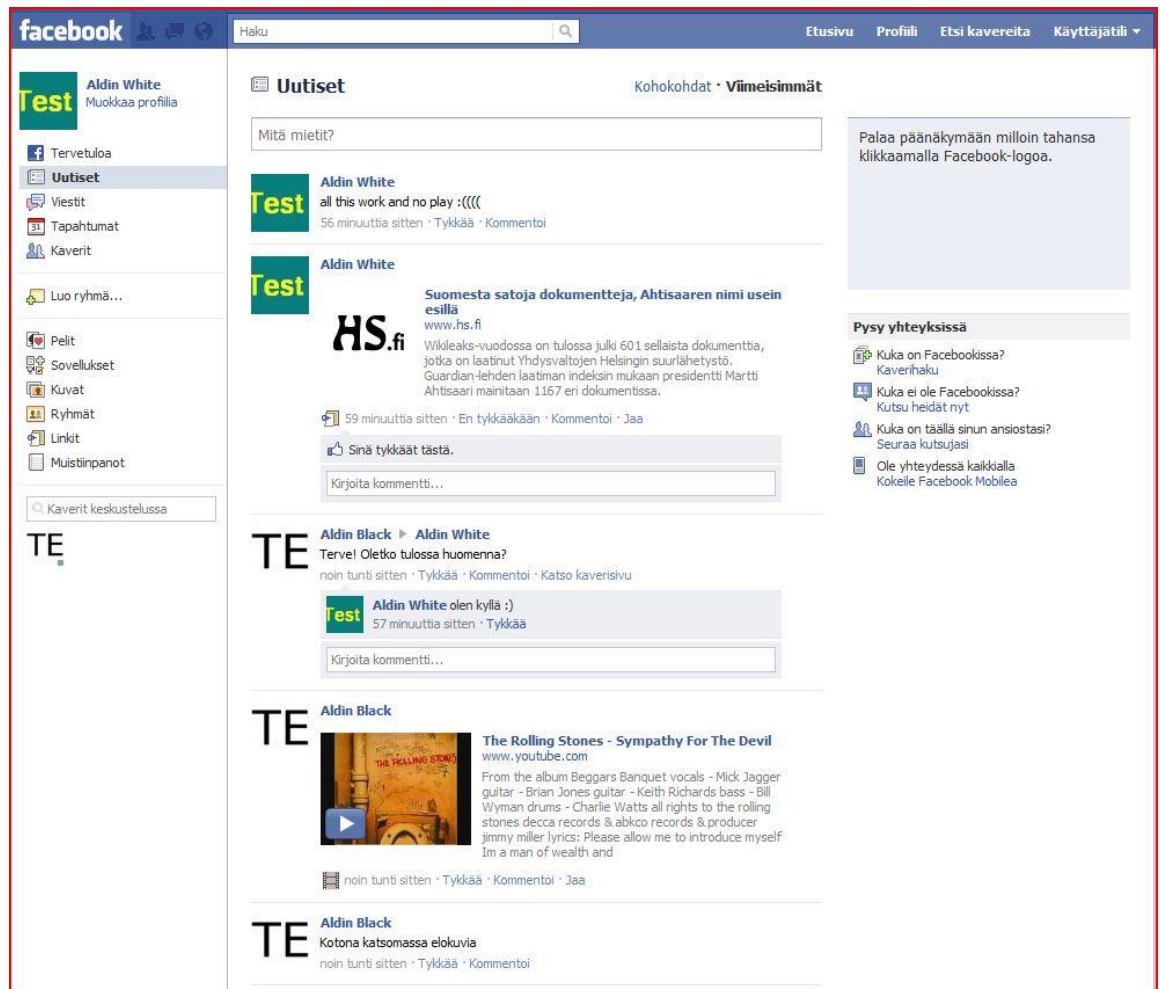 facebook
Haku
Etusivu Profiili Etsi kavereita Käyttäjätili
Test
Aldin White
Muokkaa profiilia
Tervetuloa
Uutiset
Viestit
31 Tapahtumat
Kaverit
Luo ryhmä...
Pelit
Sovellukset
Kuvat
Ryhmät
Linkit
Muistiinpanot
Kaverit keskustelussa
TE
Uutiset
Kohokohdat · Viimeisimmät
Mitä mietit?
Test
Aldin White
all this work and no play :((((
56 minuuttia sitten · Tykkää · Kommentoi
Test
Aldin White
HS.fi
Suomesta satoja dokumentteja, Ahtisaaren nimi usein
esillä
www.hs.fi
Wikileaks-vuodossa on tulossa julki 601 sellaista dokumenttia,
jotka on laatinut Yhdysvaltojen Helsingin suurlähetystö.
Guardian-lehden laatiman indeksin mukaan presidentti Martti
Ahtisaari mainitaan 1167 eri dokumentissa.
59 minuuttia sitten · En tykkääkään · Kommentoi · Jaa
Sinä tykkäät tästä.
Kirjoita kommentti...
TE
Aldin Black ▶ Aldin White
Terve! Oletko tulossa huomenna?
noin tunti sitten · Tykkää · Kommentoi · Katso kaverisivu
Test
Aldin White olen kyllä :)
57 minuuttia sitten · Tykkää
Kirjoita kommentti...
TE
Aldin Black
THE ROLLING STONES
The Rolling Stones - Sympathy For The Devil
www.youtube.com
From the album Beggars Banquet vocals - Mick Jagger
guitar - Brian Jones guitar - Keith Richards bass - Bill
Wyman drums - Charlie Watts all rights to the rolling
stones decca records & abkco records & producer
jimmy miller lyrics: Please allow me to introduce myself
Im a man of wealth and
noin tunti sitten · Tykkää · Kommentoi · Jaa
TE
Aldin Black
Kotona katsomassa elokuvia
noin tunti sitten · Tykkää · Kommentoi
Palaa päänäkymään milloin tahansa
klikkaamalla Facebook-logoa.
Pysy yhteyksissä
Kuka on Facebookissa?
Kaverihaku
Kuka ei ole Facebookissa?
Kutsu heidät nyt
Kuka on täällä sinun ansiostasi?
Seuraa kutsujasi
Ole yhteydessä kaikkialla
Kokeile Facebook Mobilea